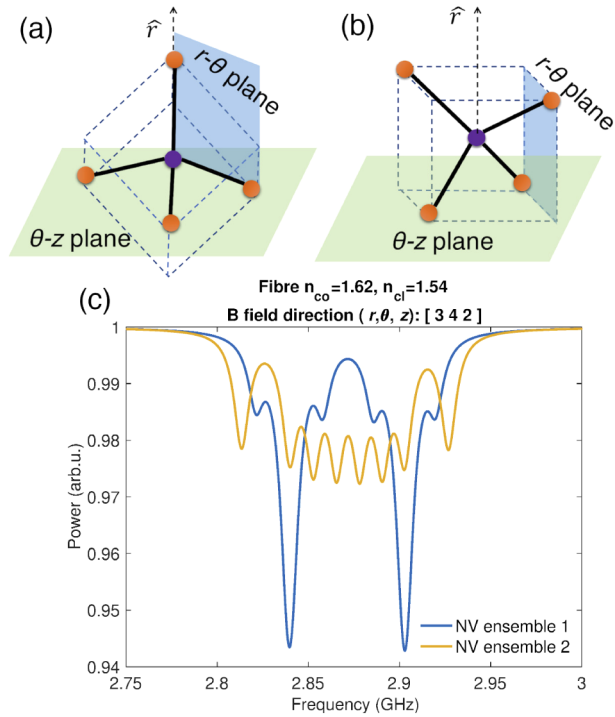 (a)
r̂
r-θ plane
θ-z plane
(b)
r̂
r-θ plane
θ-z plane
(c)
Fibre n_co=1.62, n_cl=1.54
B field direction ( r,θ, z): [ 3 4 2 ]
1
0.99
0.98
0.97
0.96
0.95
0.94
Power (arb.u.)
NV ensemble 1
NV ensemble 2
2.75 2.8 2.85 2.9 2.95 3
Frequency (GHz)